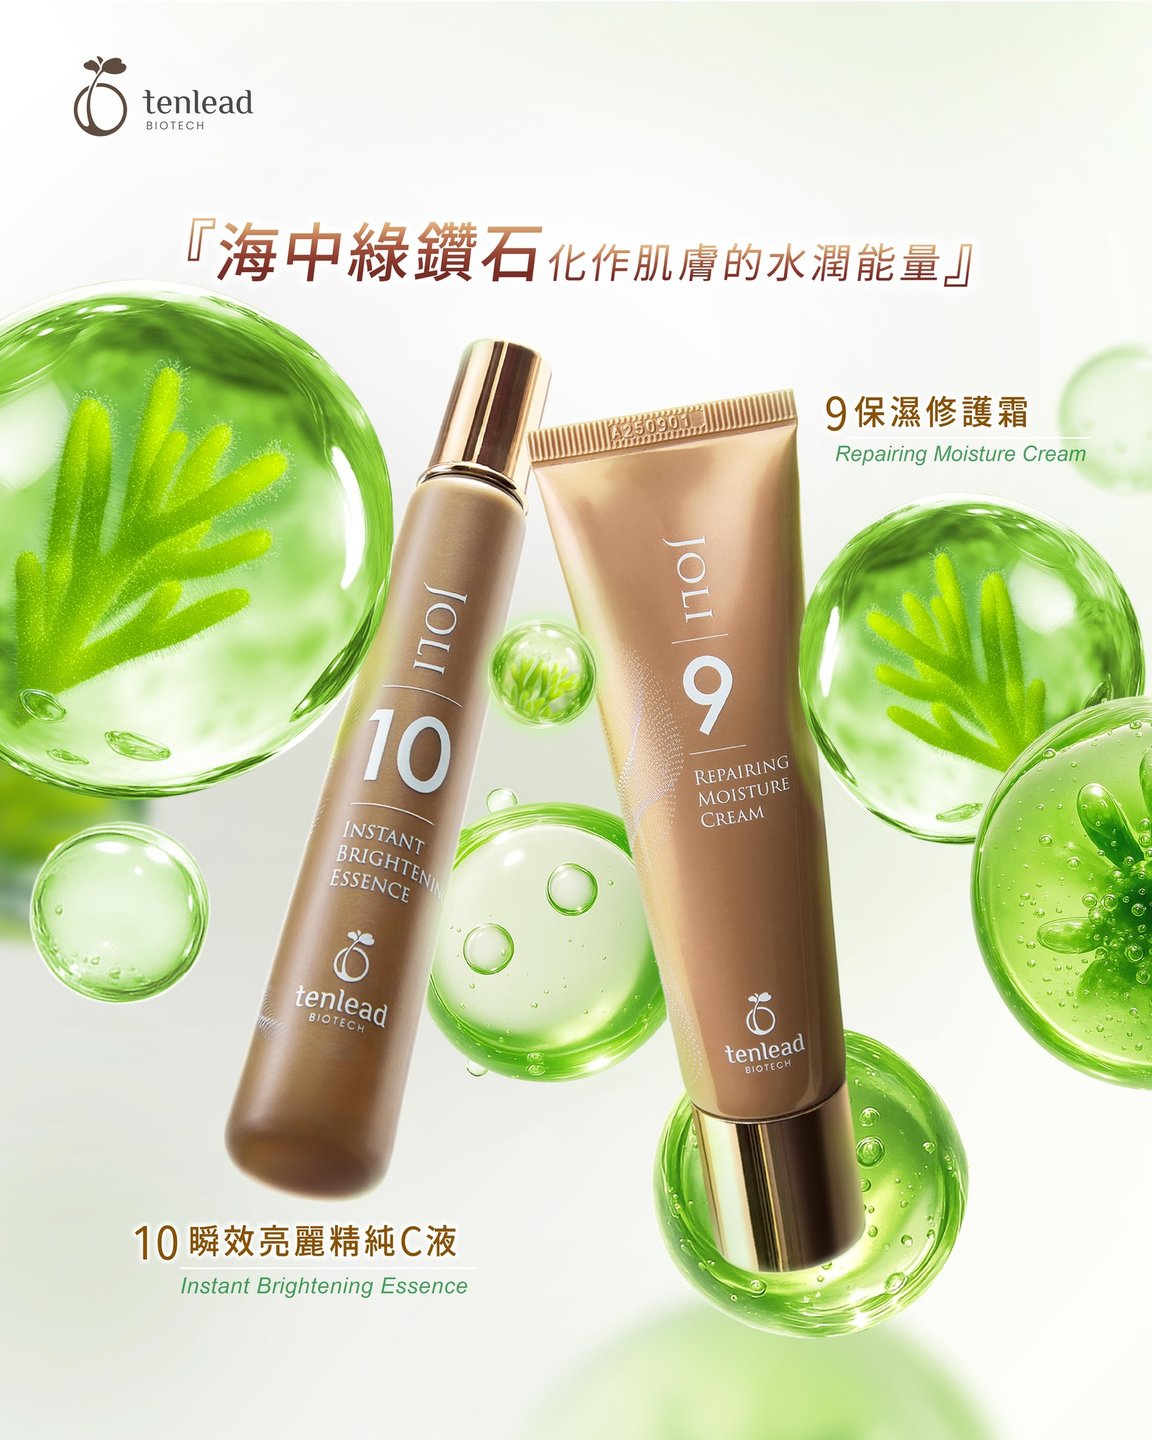 tenlead
BIOTECH
『海中綠鑽石化作肌膚的水潤能量』
9保濕修護霜
Repairing Moisture Cream
A250901
JOLI
9
REPAIRING
MOISTURE
CREAM
tenlead
BIOTECH
JOLI
10
INSTANT
BRIGHTENING
ESSENCE
tenlead
BIOTECH
10瞬效亮麗精純C液
Instant Brightening Essence